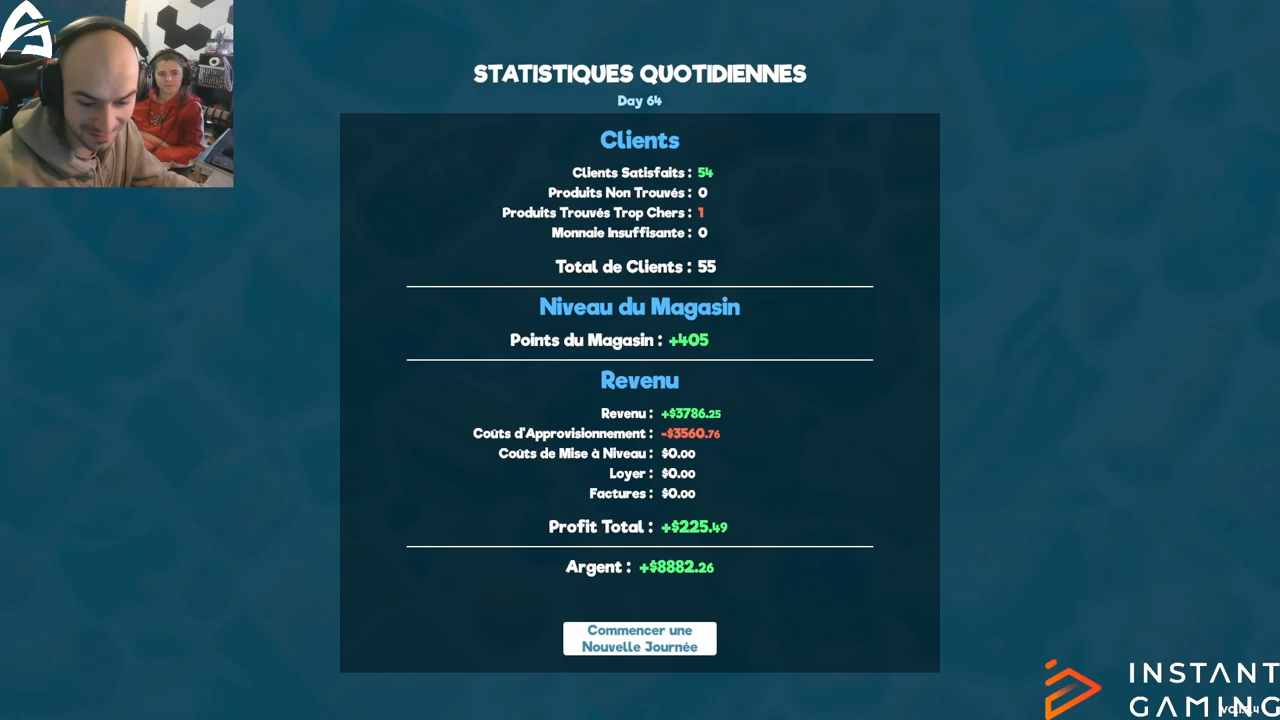 STATISTIQUES QUOTIDIENNES
Day 64
Clients
Clients Satisfaits : 54
Produits Non Trouvés : 0
Produits Trouvés Trop Chers : 1
Monnaie Insuffisante : 0
Total de Clients : 55
Niveau du Magasin
Points du Magasin : +405
Revenu
Revenu : +$3786.25
Coûts d'Approvisionnement : -$3560.76
Coûts de Mise à Niveau : $0.00
Loyer : $0.00
Factures : $0.00
Profit Total : +$225.49
Argent : +$8882.26
Commencer une
Nouvelle Journée
INSTANT
GAMING